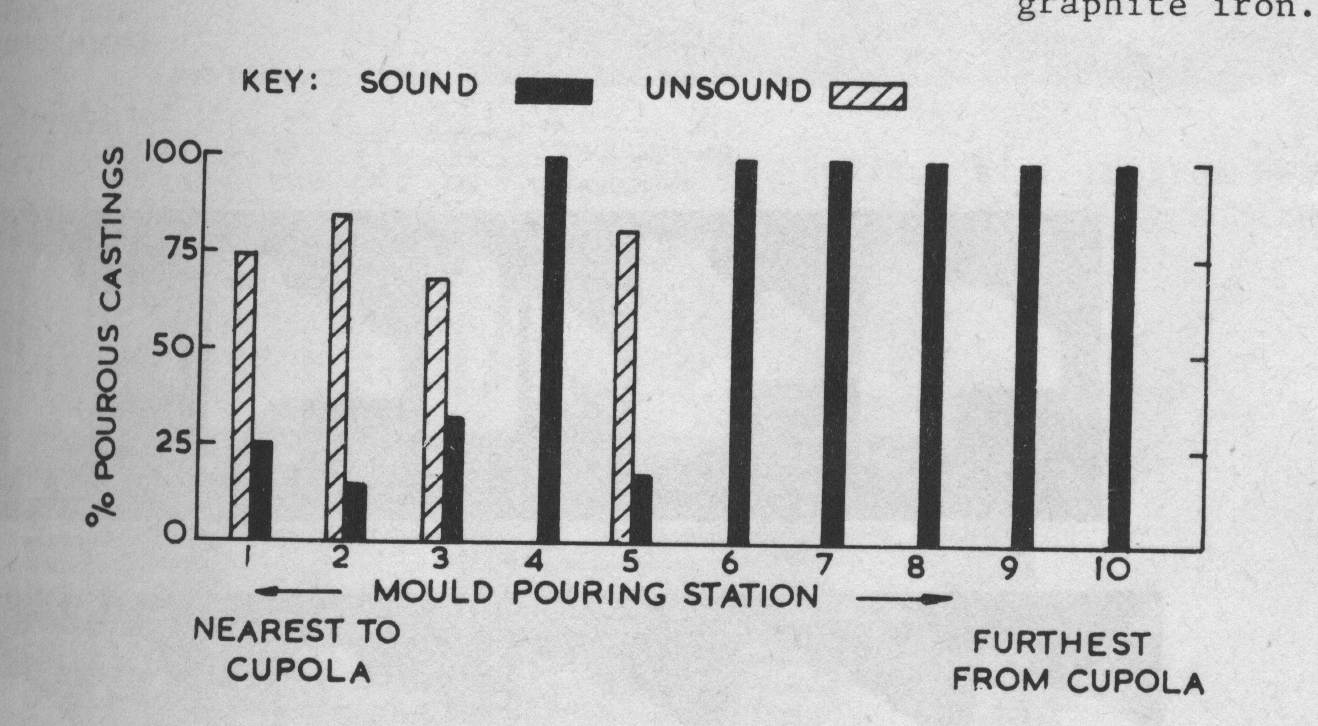 graphite iron.
KEY: SOUND UNSOUND
% POUROUS CASTINGS
100
75
50
25
0
1 2 3 4 5 6 7 8 9 10
MOULD POURING STATION
NEAREST TO
CUPOLA
FURTHEST
FROM CUPOLA